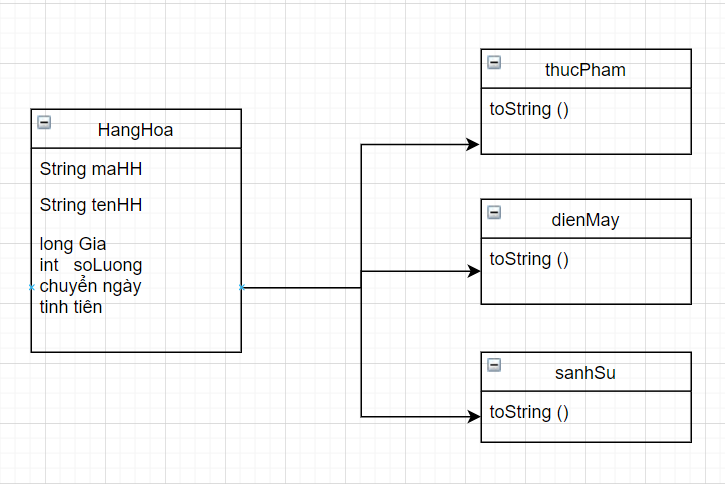 HangHoa
String maHH
String tenHH
long Gia
int soLuong
chuyển ngày
tinh tiên
thucPham
toString ()
dienMay
toString ()
sanhSu
toString ()